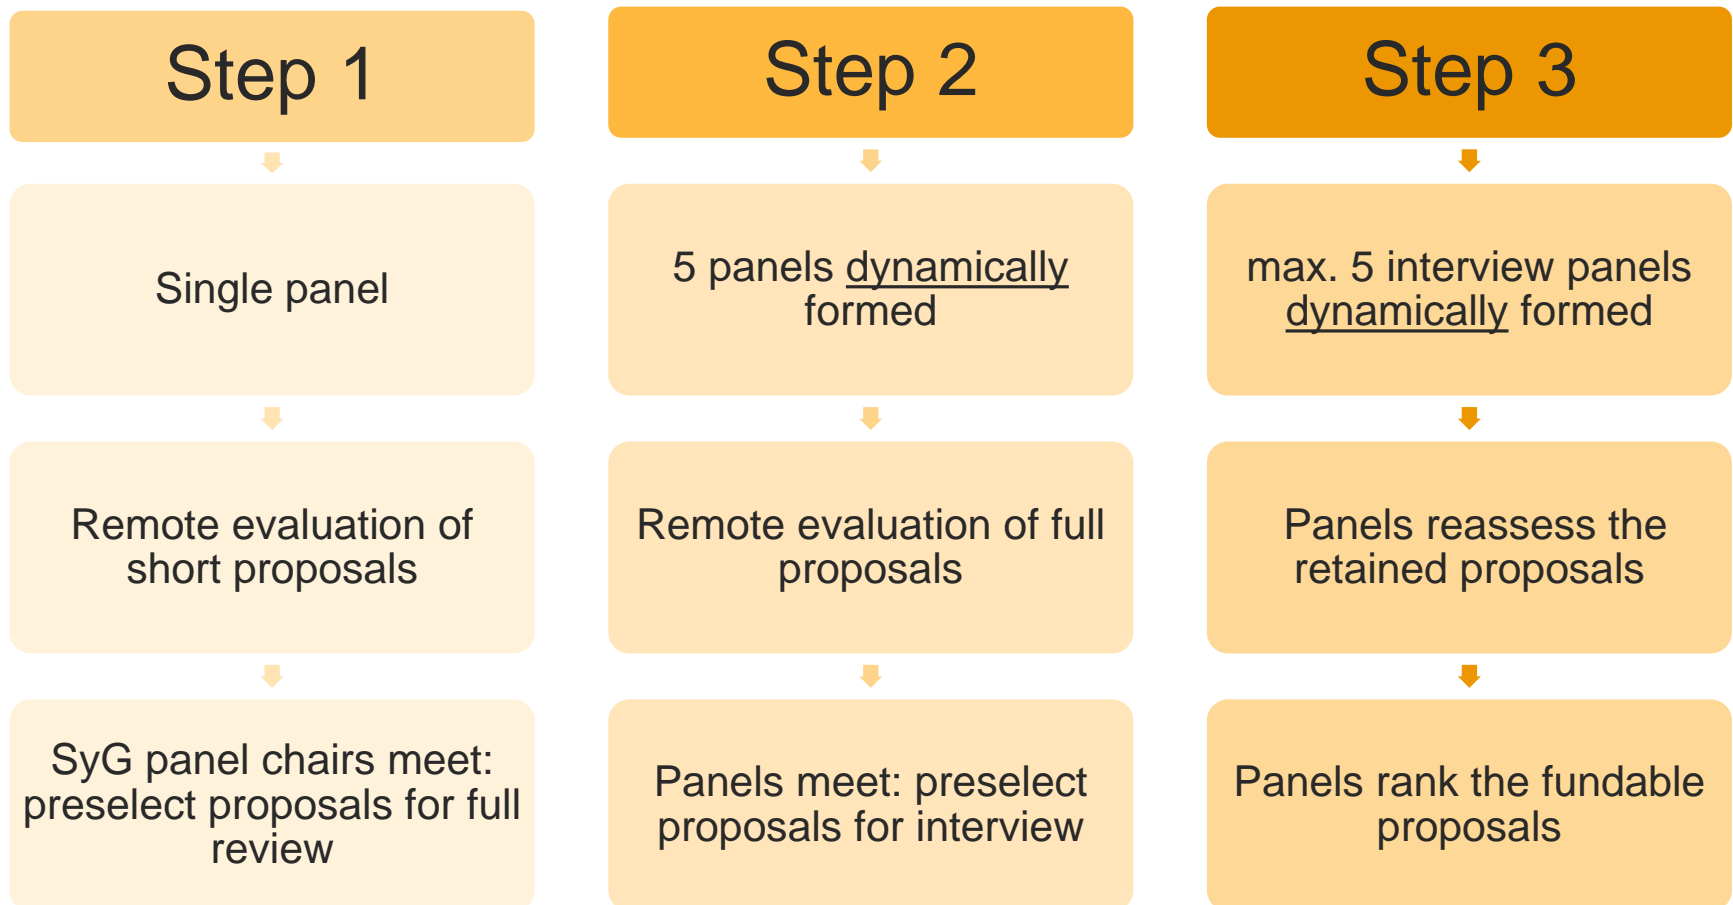 Step 1
Single panel
Remote evaluation of
short proposals
SyG panel chairs meet:
preselect proposals for full
review
Step 2
5 panels dynamically
formed
Remote evaluation of full
proposals
Panels meet: preselect
proposals for interview
Step 3
max. 5 interview panels
dynamically formed
Panels reassess the
retained proposals
Panels rank the fundable
proposals